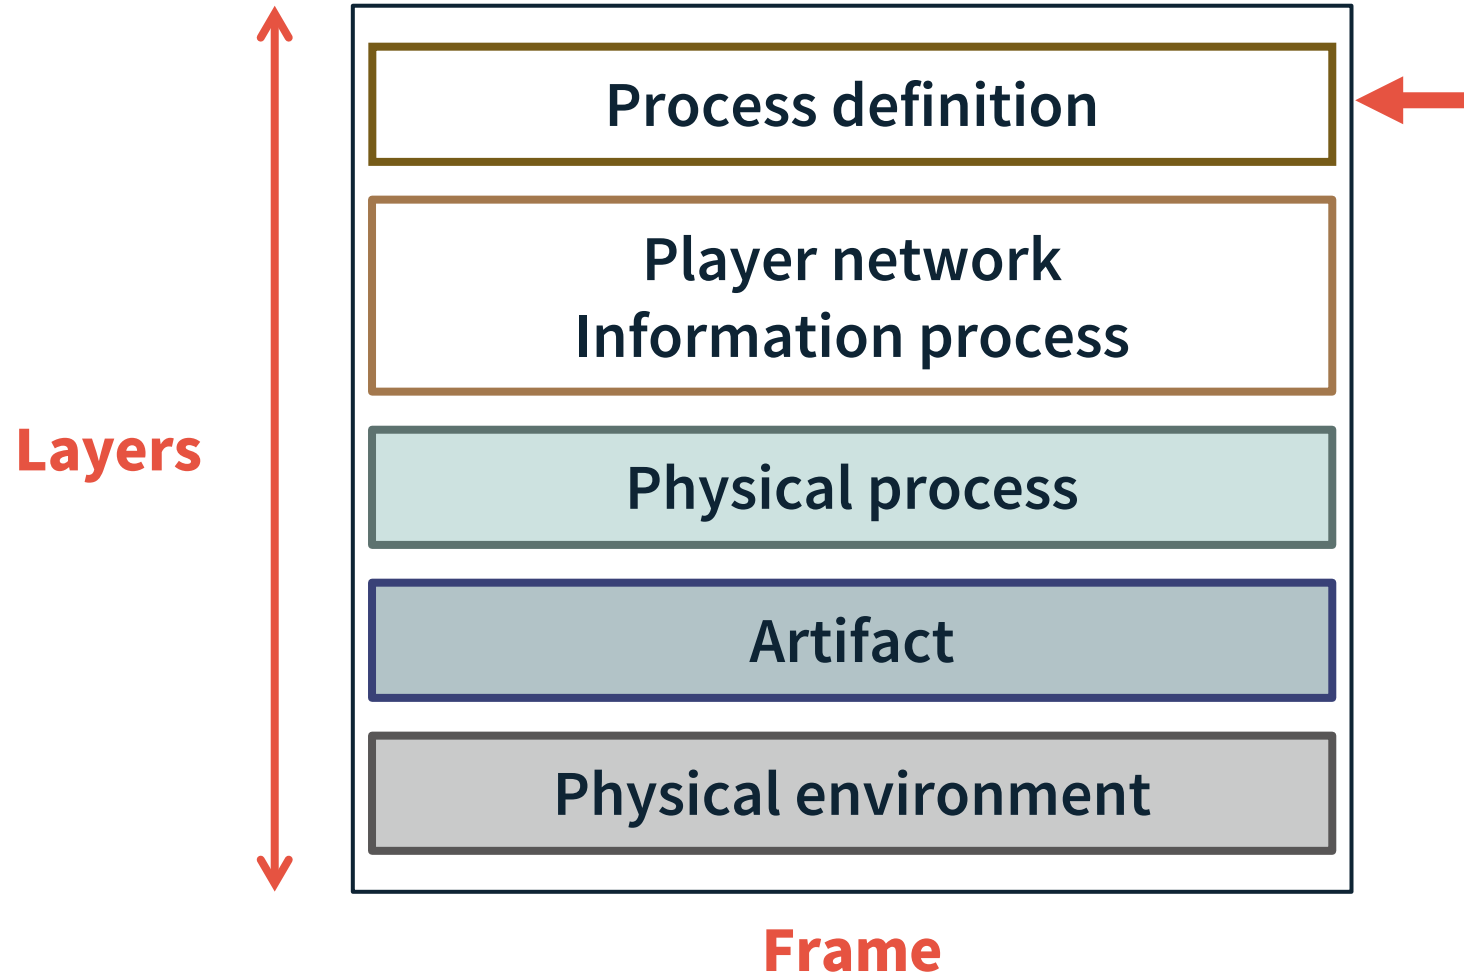 Process definition
Player network
Information process
Layers
Physical process
Artifact
Physical environment
Frame